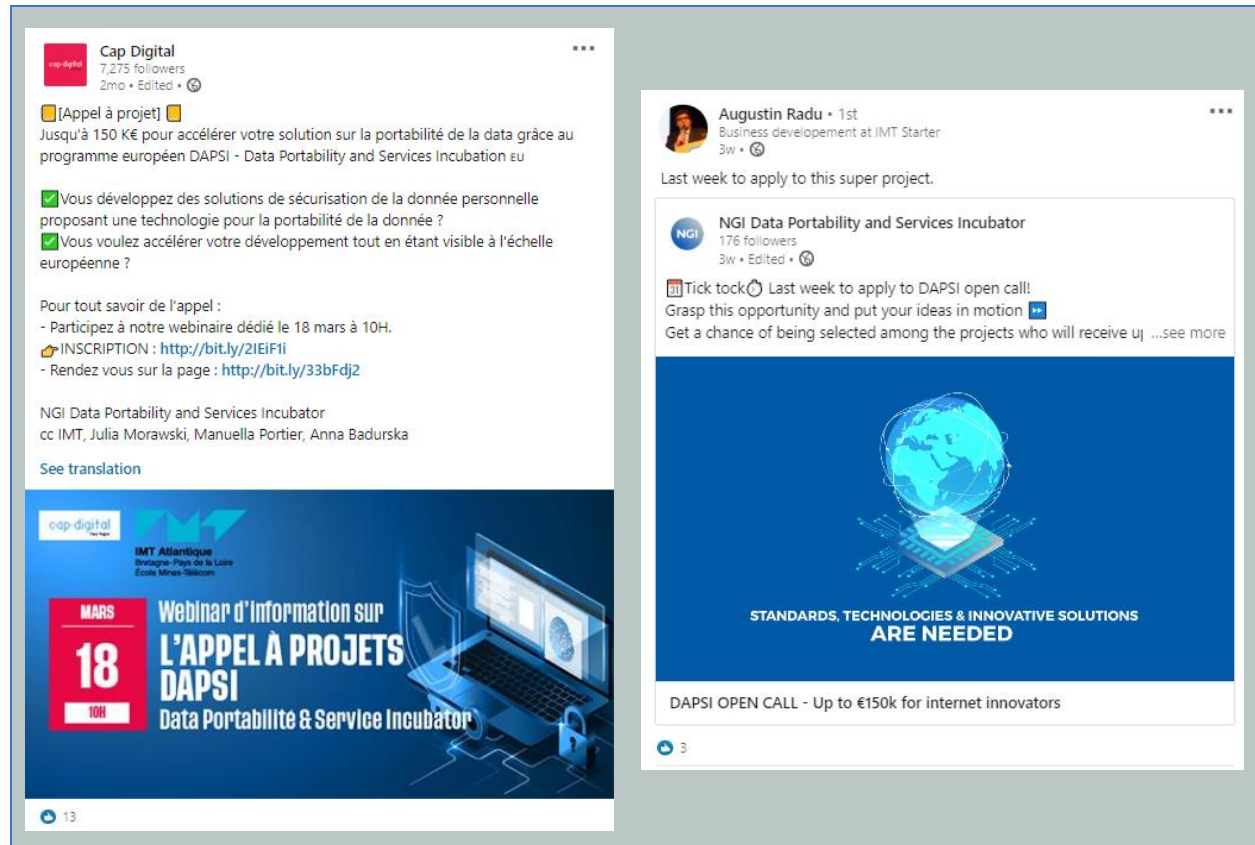 cap digital
Cap Digital
7,275 followers
2mo • Edited •
[Appel à projet]
Jusqu'à 150 K€ pour accélérer votre solution sur la portabilité de la data grâce au
programme européen DAPSI - Data Portability and Services Incubation EU
Vous développez des solutions de sécurisation de la donnée personnelle
proposant une technologie pour la portabilité de la donnée ?
Vous voulez accélérer votre développement tout en étant visible à l'échelle
européenne ?
Pour tout savoir de l'appel :
- Participez à notre webinaire dédié le 18 mars à 10H.
INSCRIPTION : http://bit.ly/2IEiF1i
- Rendez vous sur la page : http://bit.ly/33bFdj2
NGI Data Portability and Services Incubator
cc IMT, Julia Morawski, Manuella Portier, Anna Badurska
See translation
cap-digital
IMT Atlantique
Bretagne-Pays de la Loire
École Mines-Télécom
MARS
18
10H
Webinar d'information sur
L'APPEL À PROJETS
DAPSI
Data Portabilité & Service Incubator
13
Augustin Radu • 1st
Business developement at IMT Starter
3w •
Last week to apply to this super project.
NGI
NGI Data Portability and Services Incubator
176 followers
3w • Edited •
31 Tick tock Last week to apply to DAPSI open call!
Grasp this opportunity and put your ideas in motion
Get a chance of being selected among the projects who will receive u ...see more
STANDARDS, TECHNOLOGIES & INNOVATIVE SOLUTIONS
ARE NEEDED
DAPSI OPEN CALL - Up to €150k for internet innovators
3